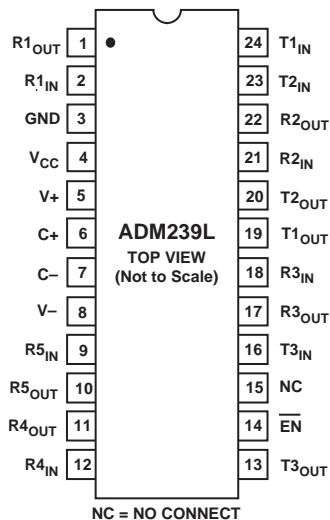 R1OUT 1 24 T1IN
R1IN 2 23 T2IN
GND 3 22 R2OUT
VCC 4 21 R2IN
V+ 5 20 T2OUT
C+ 6 ADM239L 19 T1OUT
TOP VIEW
C– 7 (Not to Scale) 18 R3IN
V– 8 17 R3OUT
R5IN 9 16 T3IN
R5OUT 10 15 NC
R4OUT 11 14 E̅N̅
R4IN 12 13 T3OUT
NC = NO CONNECT